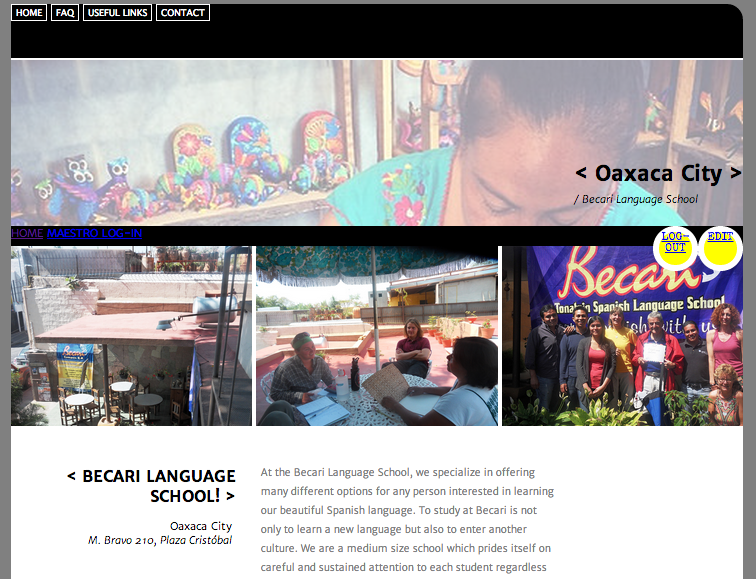 HOME FAQ USEFUL LINKS CONTACT
< Oaxaca City >
/ Becari Language School
HOME MAESTRO LOG-IN
LOG-OUT
EDIT
Becari
Becari
Tonatzin Spanish Language School
with us
< BECARI LANGUAGE
SCHOOL! >
Oaxaca City
M. Bravo 210, Plaza Cristóbal
At the Becari Language School, we specialize in offering
many different options for any person interested in learning
our beautiful Spanish language. To study at Becari is not
only to learn a new language but also to enter another
culture. We are a medium size school which prides itself on
careful and sustained attention to each student regardless